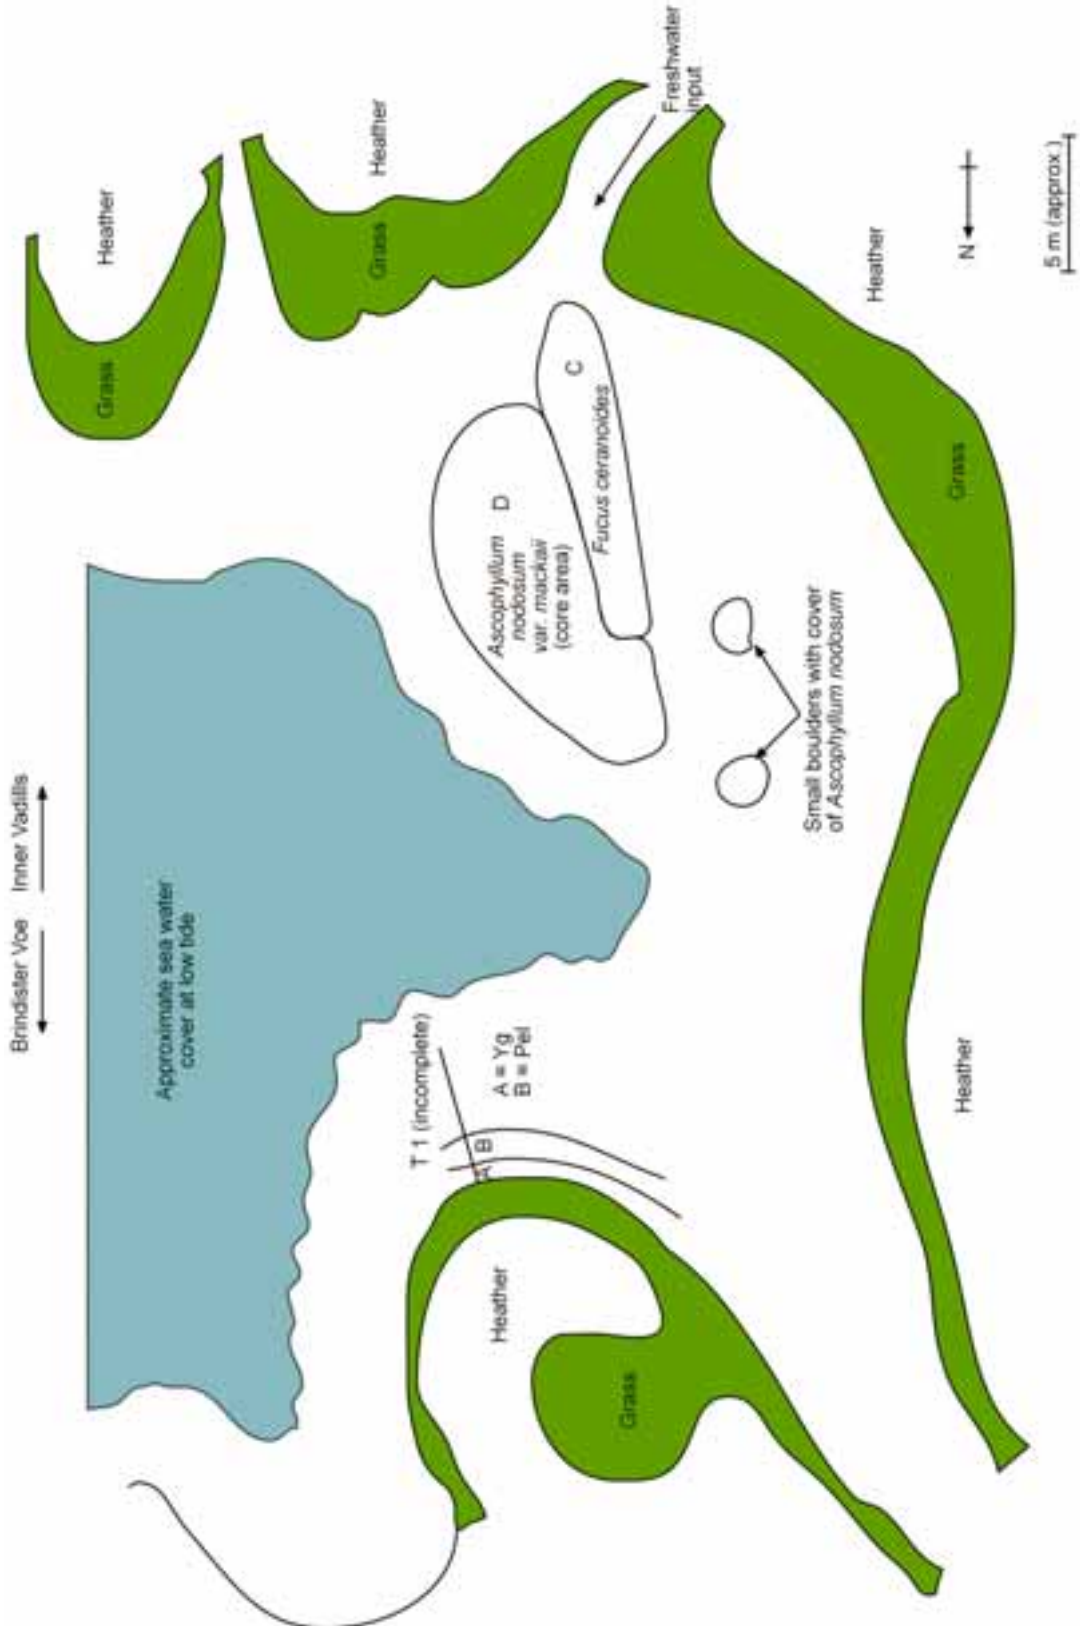 Brindister Voe
Inner Vadills
Heather
Grass
Heather
Grass
Freshwater
input
Approximate sea water
cover at low tide
T 1 (incomplete)
A = Yg
B = Pel
A
B
Ascophyllum
nodosum
var. mackaii
(core area)
D
C
Fucus ceranoides
Small boulders with cover
of Ascophyllum nodosum
Heather
Grass
Heather
Grass
Heather
N
5 m (approx.)